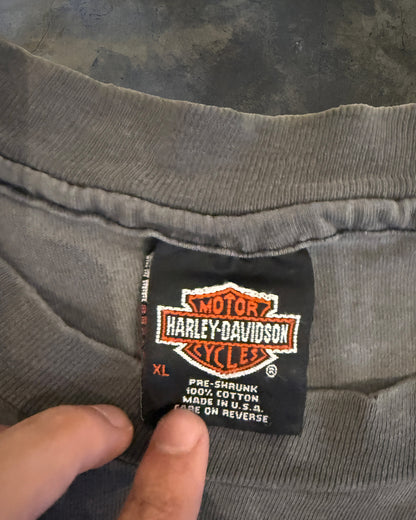 MOTOR
HARLEY-DAVIDSON
CYCLES
®
XL
PRE-SHRUNK
100% COTTON
MADE IN U.S.A.
CARE ON REVERSE